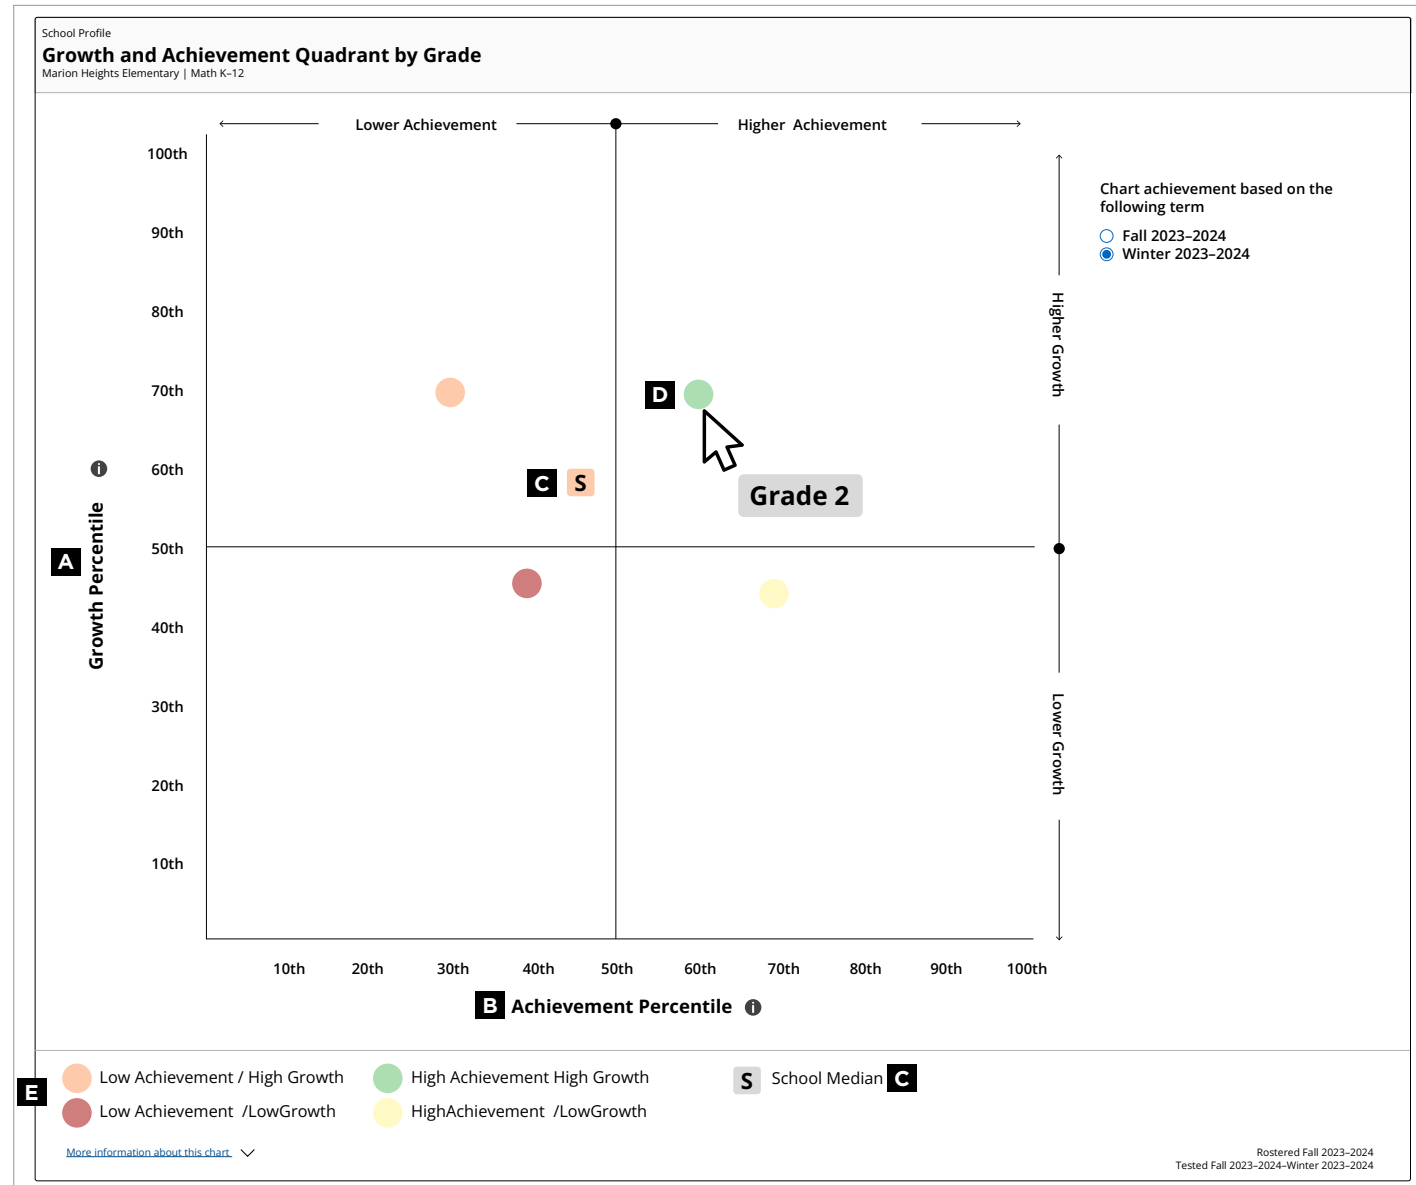 School Profile
Growth and Achievement Quadrant by Grade
Marion Heights Elementary | Math K–12
Lower Achievement
Higher Achievement
100th
90th
80th
70th
60th
50th
40th
30th
20th
10th
A
Growth Percentile
i
D
C
S
Grade 2
Higher Growth
Lower Growth
Chart achievement based on the
following term
Fall 2023–2024
Winter 2023–2024
10th 20th 30th 40th 50th 60th 70th 80th 90th 100th
B Achievement Percentile i
E
Low Achievement / High Growth
High Achievement High Growth
S School Median C
Low Achievement /LowGrowth
HighAchievement /LowGrowth
More information about this chart
Rostered Fall 2023–2024
Tested Fall 2023–2024–Winter 2023–2024